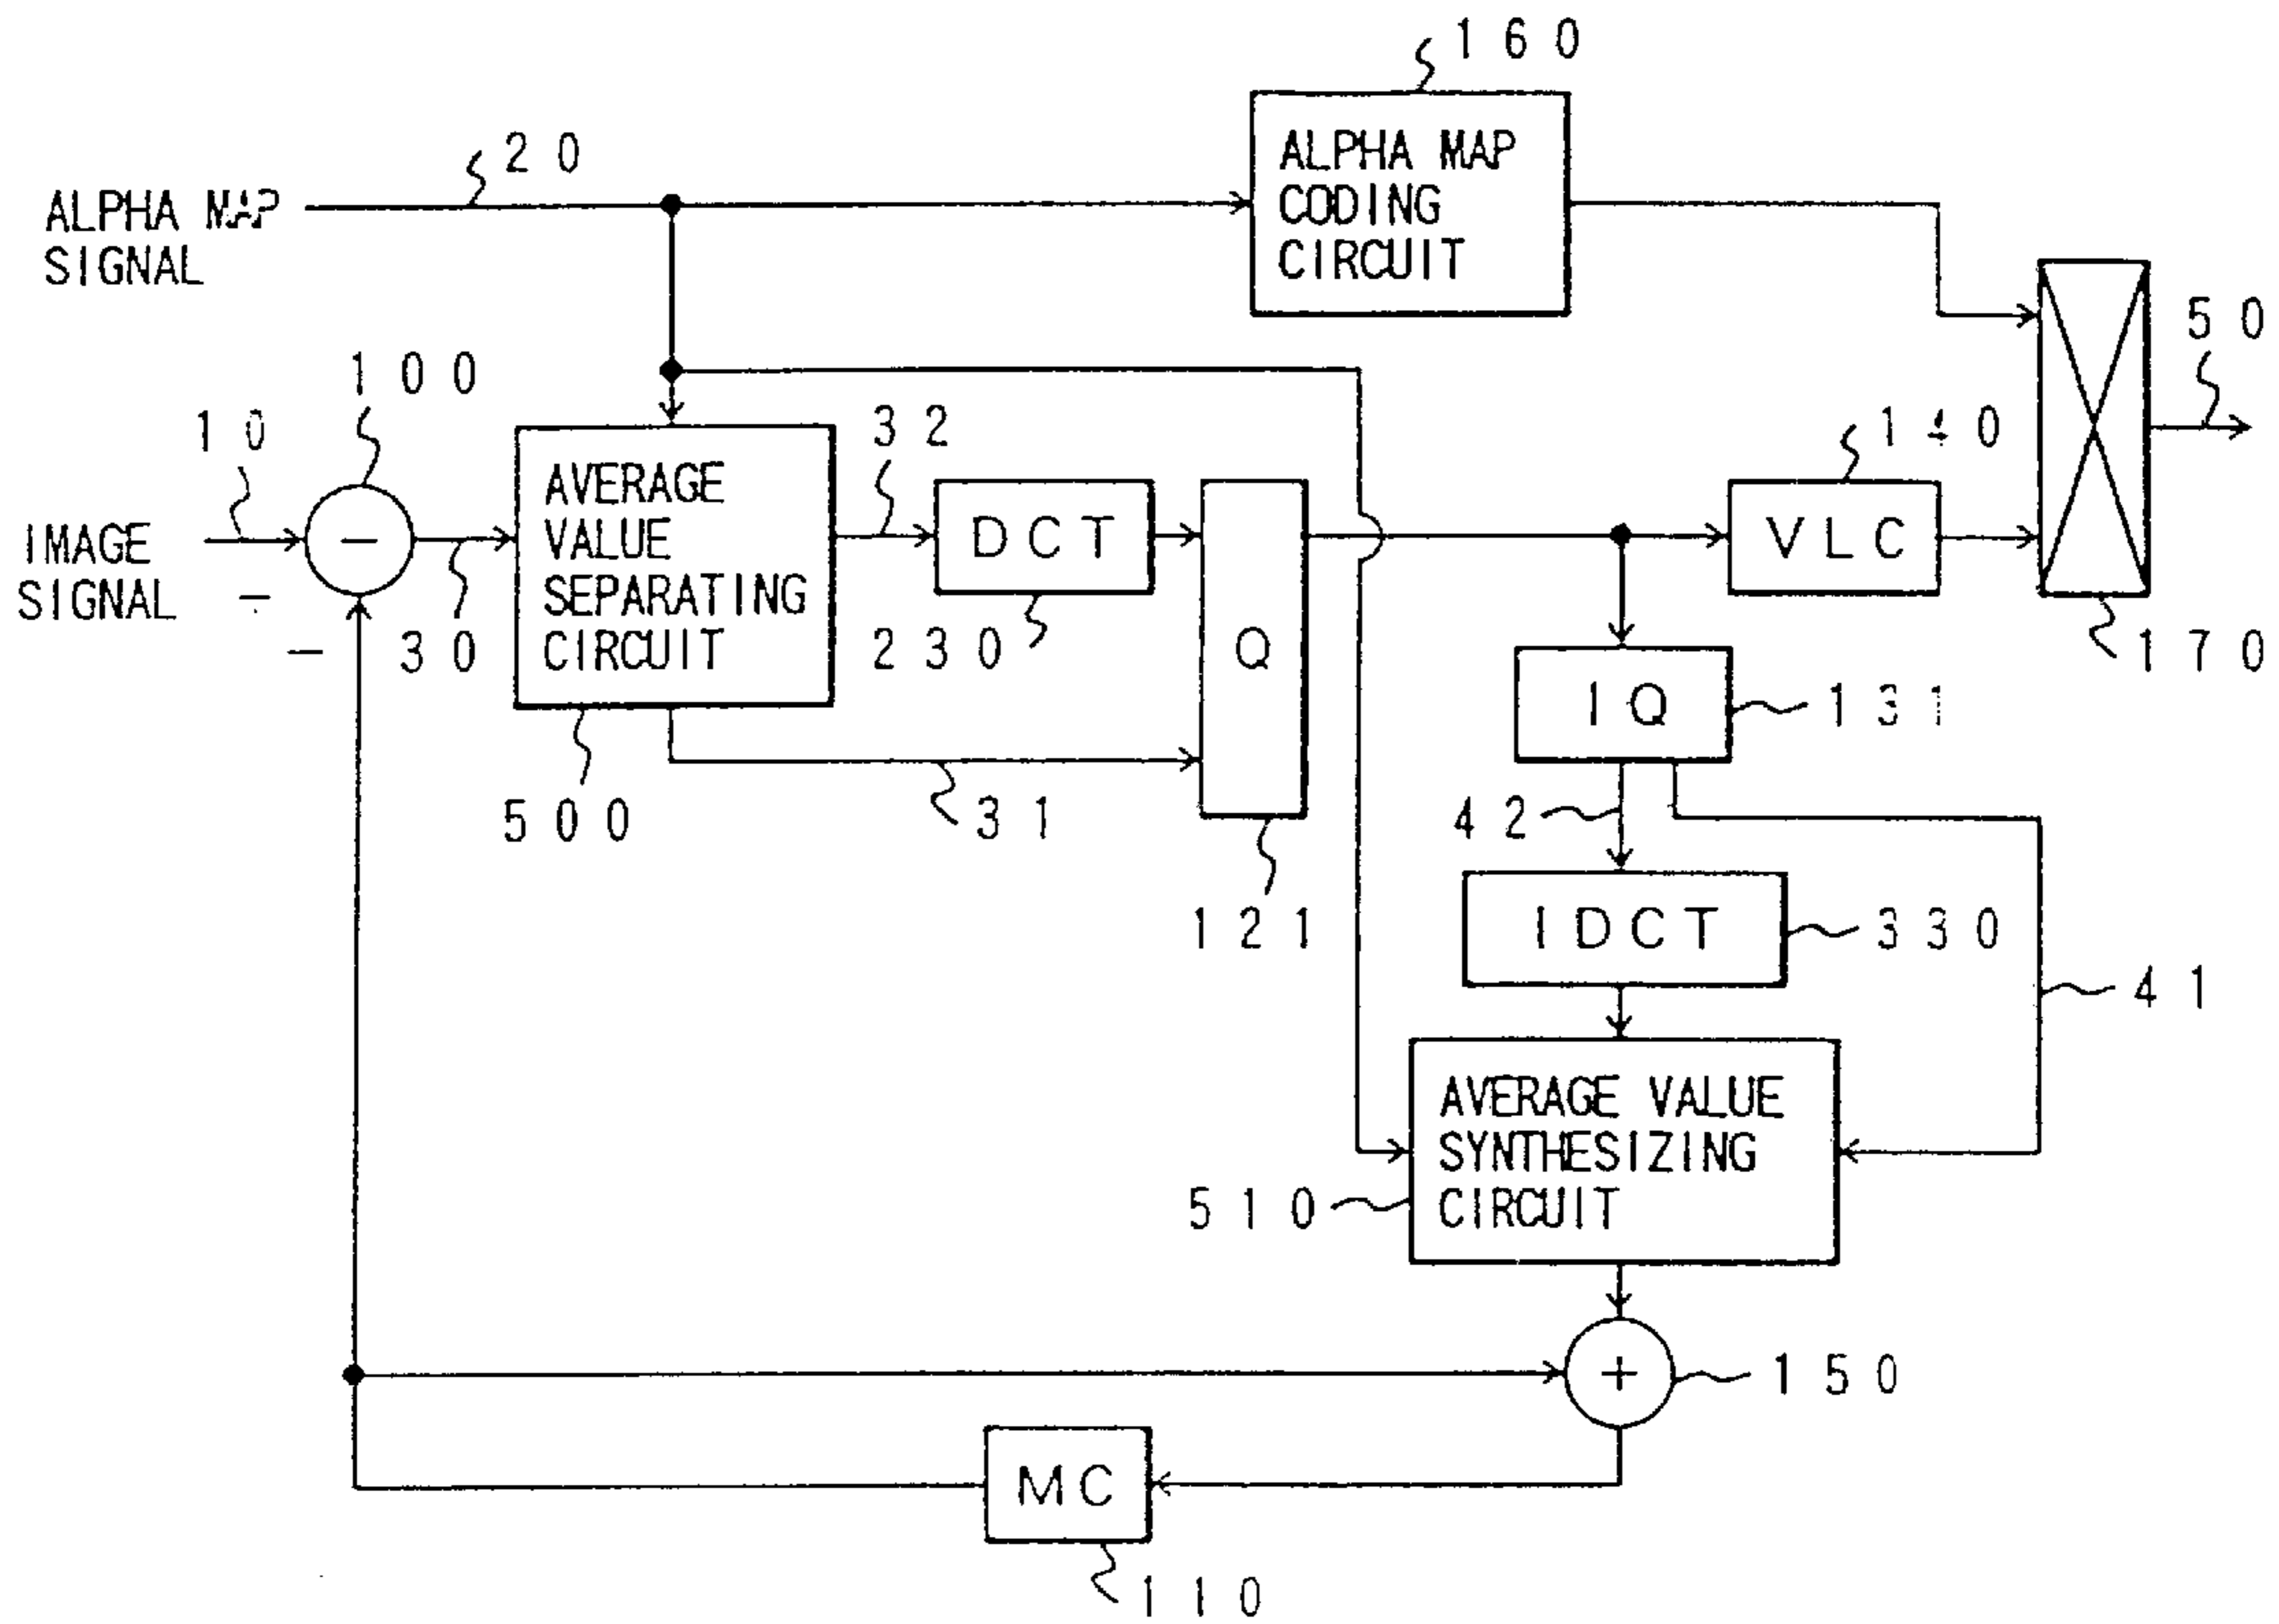 160
20
ALPHA MAP
CODING
CIRCUIT
ALPHA MAP
SIGNAL
50
100
10
32
140
AVERAGE
VALUE
SEPARATING
CIRCUIT
DCT
Q
VLC
IMAGE
SIGNAL
−
−
−
30
230
170
IQ
131
500
31
42
121
IDCT
330
41
AVERAGE VALUE
SYNTHESIZING
CIRCUIT
510
+
150
MC
110